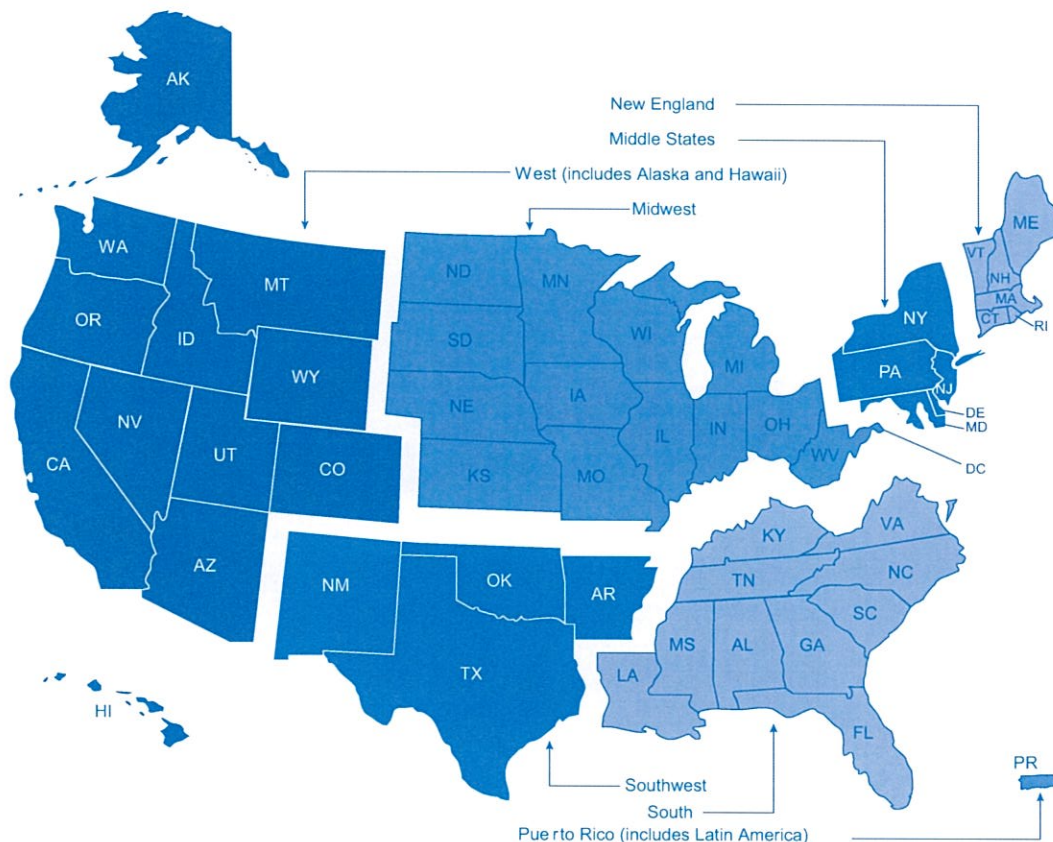 AK
New England
Middle States
West (includes Alaska and Hawaii)
Midwest
WA
MT
ND
MN
VT
ME
NH
MA
CT
RI
OR
ID
SD
WI
NY
WY
MI
PA
NJ
NV
NE
IA
DE
MD
CA
UT
CO
KS
MO
IL
IN
OH
WV
DC
AZ
NM
OK
AR
KY
VA
TN
NC
SC
TX
LA
MS
AL
GA
FL
HI
PR
Southwest
South
Puerto Rico (includes Latin America)